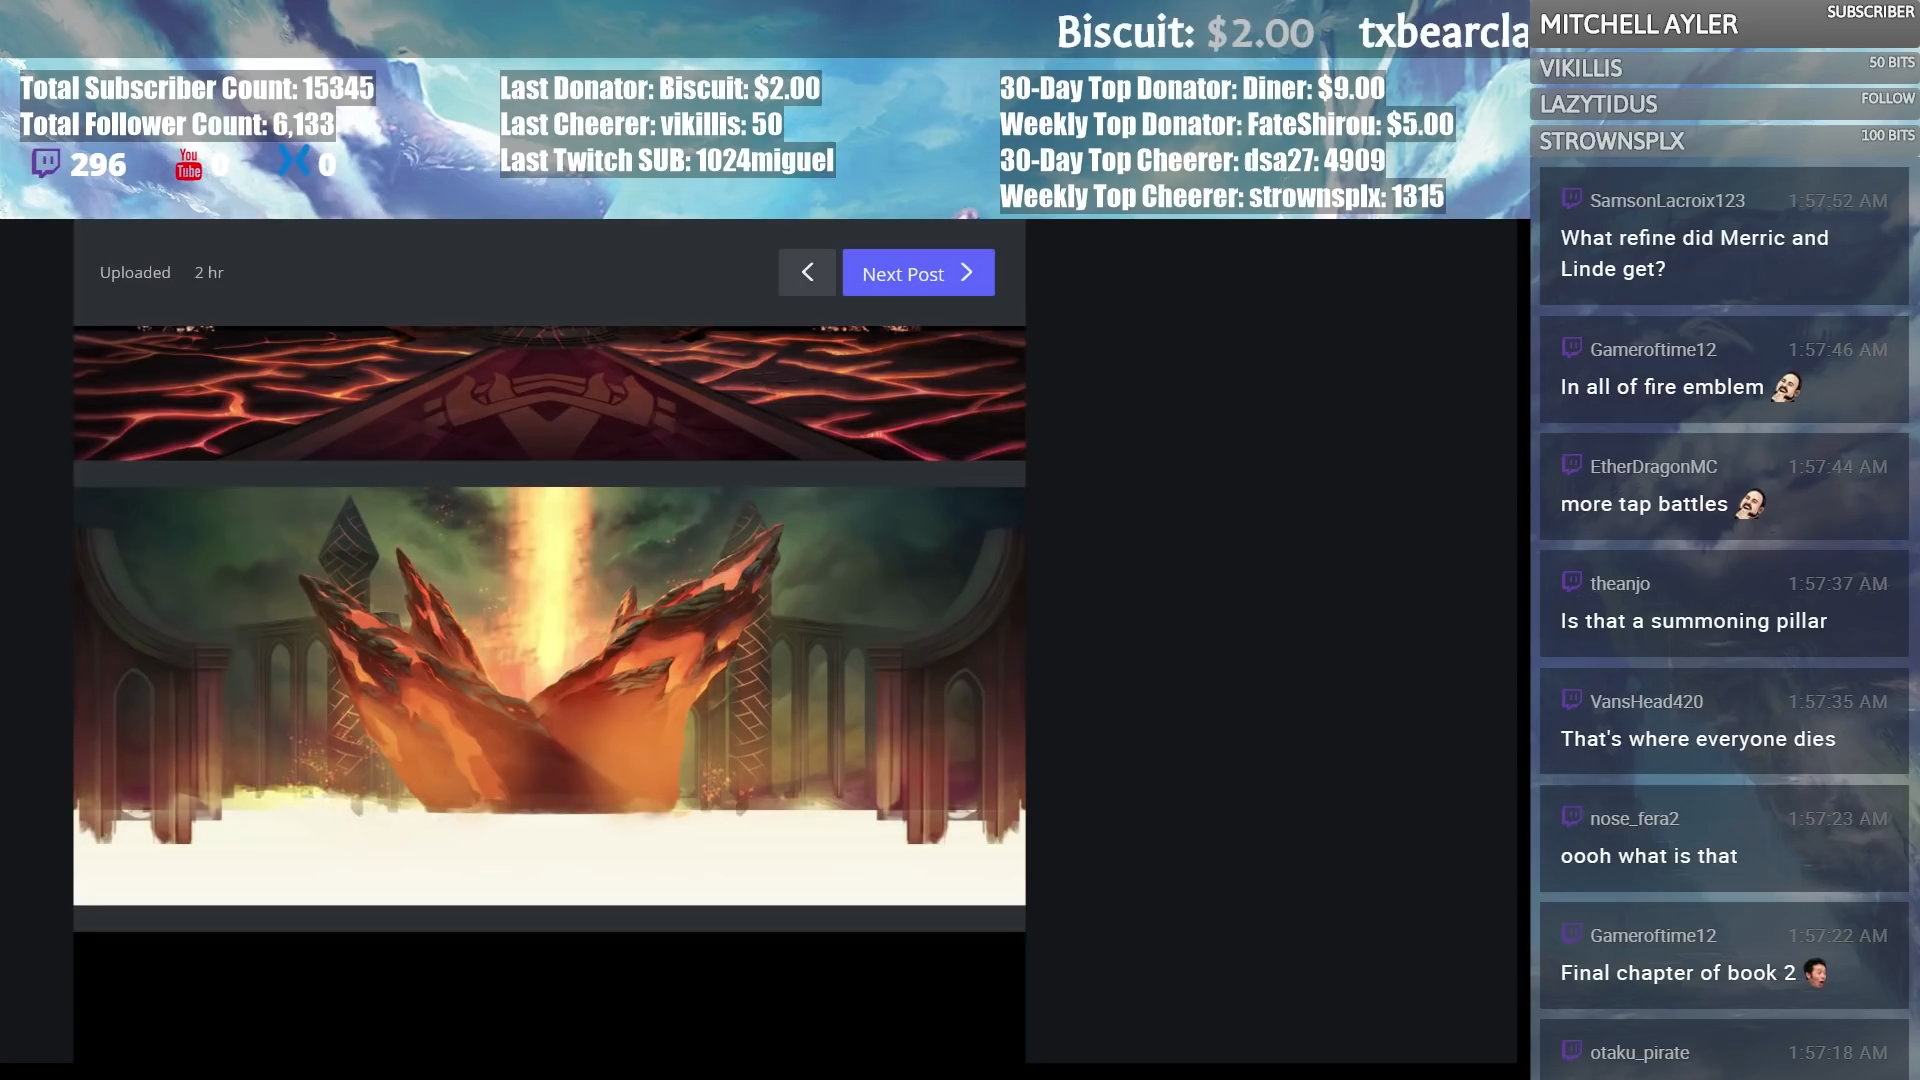 Biscuit: $2.00 txbearcla
Total Subscriber Count: 15345
Total Follower Count: 6,133
296 You Tube 0 0
Last Donator: Biscuit: $2.00
Last Cheerer: vikillis: 50
Last Twitch SUB: 1024miguel
30-Day Top Donator: Diner: $9.00
Weekly Top Donator: FateShirou: $5.00
30-Day Top Cheerer: dsa27: 4909
Weekly Top Cheerer: strownsplx: 1315
Uploaded 2 hr
Next Post
MITCHELL AYLER SUBSCRIBER
VIKILLIS 50 BITS
LAZYTIDUS FOLLOW
STROWNSPLX 100 BITS
SamsonLacroix123 1:57:52 AM
What refine did Merric and
Linde get?
Gameroftime12 1:57:46 AM
In all of fire emblem
EtherDragonMC 1:57:44 AM
more tap battles
theanjo 1:57:37 AM
Is that a summoning pillar
VansHead420 1:57:35 AM
That's where everyone dies
nose_fera2 1:57:23 AM
oooh what is that
Gameroftime12 1:57:22 AM
Final chapter of book 2
otaku_pirate 1:57:18 AM